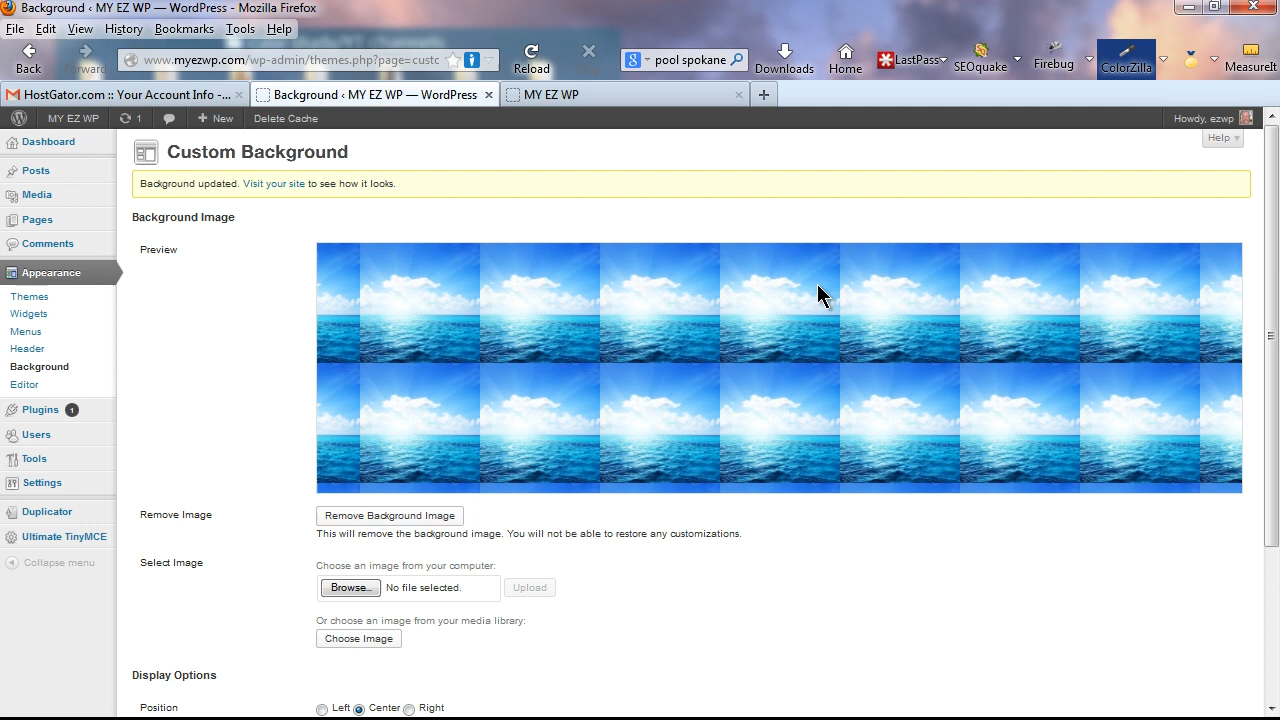 Background ‹ MY EZ WP — WordPress - Mozilla Firefox
File Edit View History Bookmarks Tools Help
Back Forward www.myezwp.com/wp-admin/themes.php?page=custc Reload pool spokane Downloads Home LastPass SEOquake Firebug ColorZilla MeasureIt
HostGator.com :: Your Account Info -... Background ‹ MY EZ WP — WordPress MY EZ WP
MY EZ WP 1 New Delete Cache Howdy, ezwp
Help
Dashboard
Posts
Media
Pages
Comments
Appearance
Themes
Widgets
Menus
Header
Background
Editor
Plugins 1
Users
Tools
Settings
Duplicator
Ultimate TinyMCE
Collapse menu
Custom Background
Background updated. Visit your site to see how it looks.
Background Image
Preview
Remove Image Remove Background Image
This will remove the background image. You will not be able to restore any customizations.
Select Image Choose an image from your computer:
Browse... No file selected. Upload
Or choose an image from your media library:
Choose Image
Display Options
Position Left Center Right